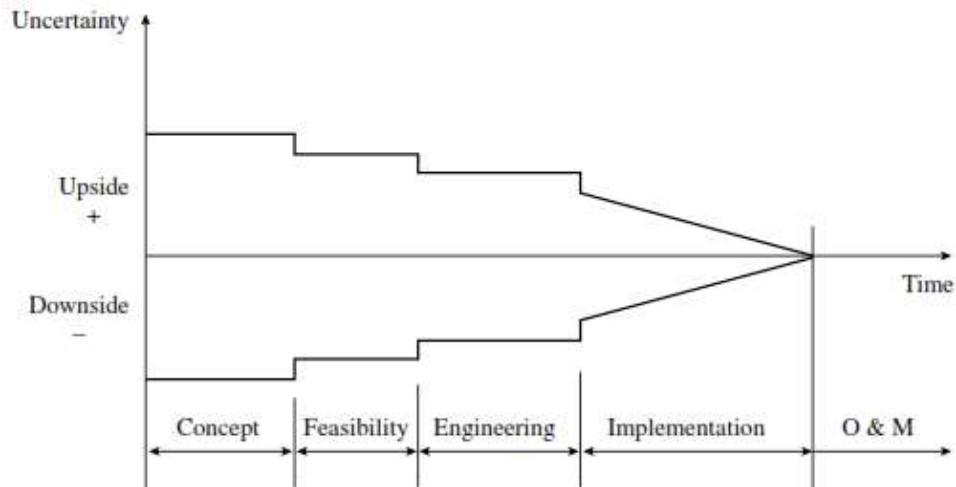 Uncertainty
Upside
+
Time
Downside
–
Concept Feasibility Engineering Implementation O & M